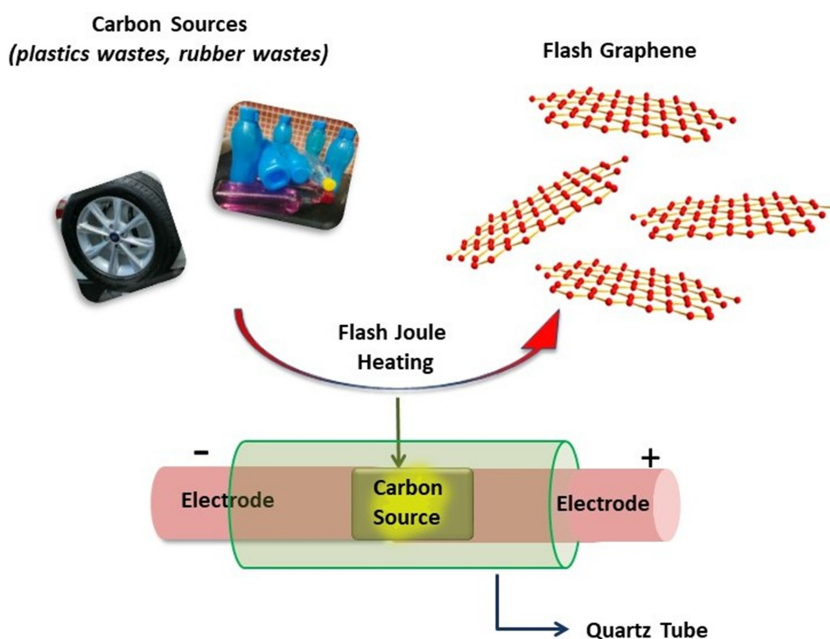 Carbon Sources
(plastics wastes, rubber wastes)
Flash Graphene
Flash Joule
Heating
–
+
Electrode
Carbon
Source
Electrode
Quartz Tube